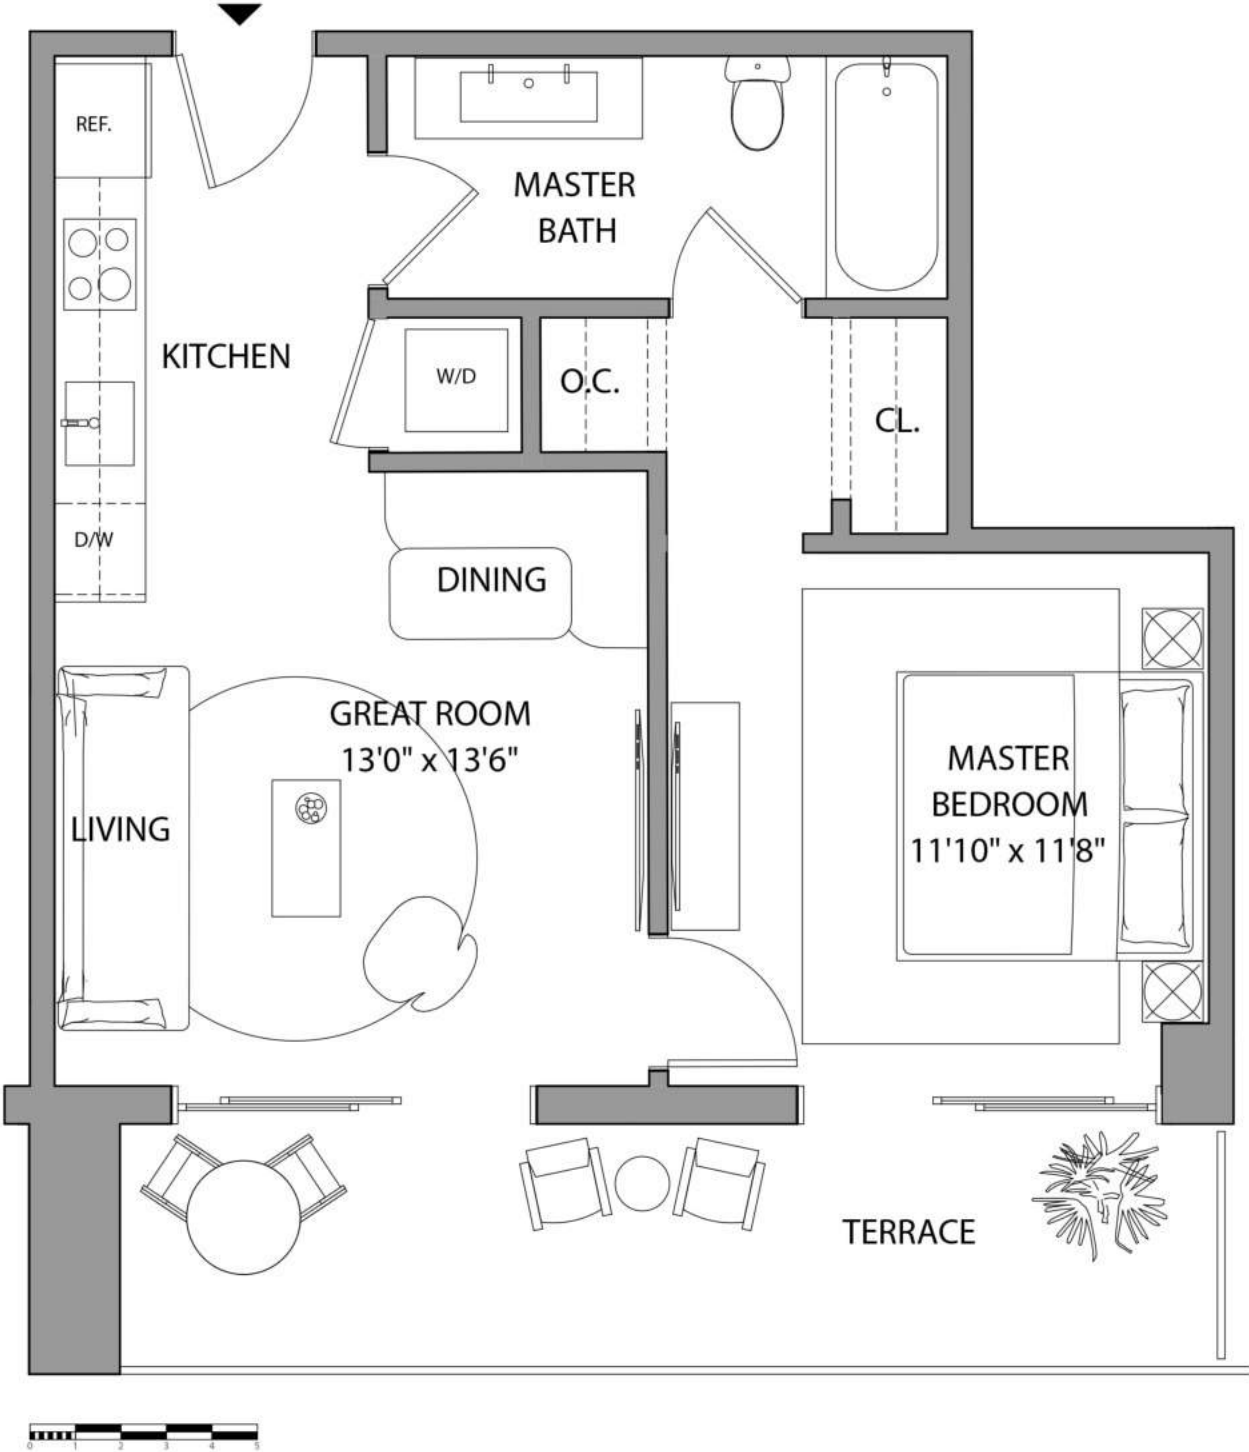 REF.
MASTER
BATH
KITCHEN
W/D
O.C.
CL.
D/W
DINING
GREAT ROOM
13'0" x 13'6"
LIVING
MASTER
BEDROOM
11'10" x 11'8"
TERRACE
0 1 2 3 4 5